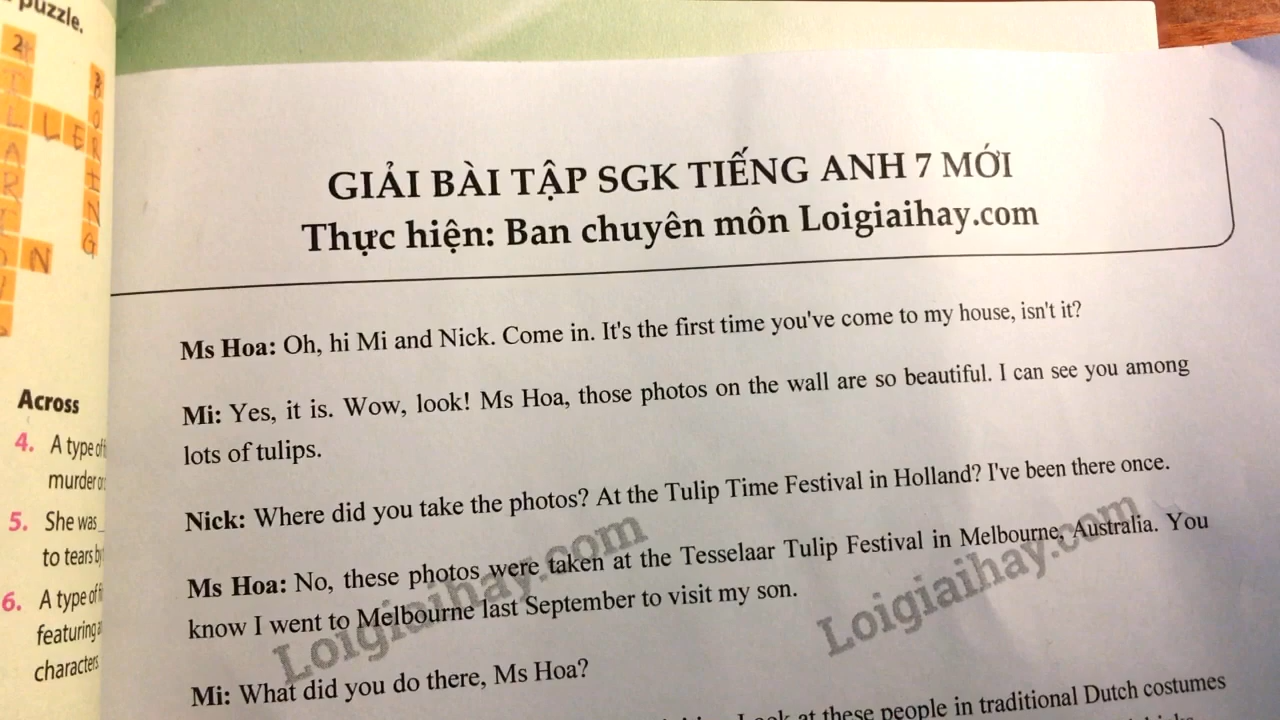 puzzle.
2
Across
4. A type of
murder
5. She was
to tears
6. A type of
featuring
characters
GIẢI BÀI TẬP SGK TIẾNG ANH 7 MỚI
Thực hiện: Ban chuyên môn Loigiaihay.com
Ms Hoa: Oh, hi Mi and Nick. Come in. It's the first time you've come to my house, isn't it?
Mi: Yes, it is. Wow, look! Ms Hoa, those photos on the wall are so beautiful. I can see you among
lots of tulips.
Nick: Where did you take the photos? At the Tulip Time Festival in Holland? I've been there once.
Ms Hoa: No, these photos were taken at the Tesselaar Tulip Festival in Melbourne, Australia. You
know I went to Melbourne last September to visit my son.
Mi: What did you do there, Ms Hoa?
Look at these people in traditional Dutch costumes
Loigiaihay.com
Loigiaihay.com